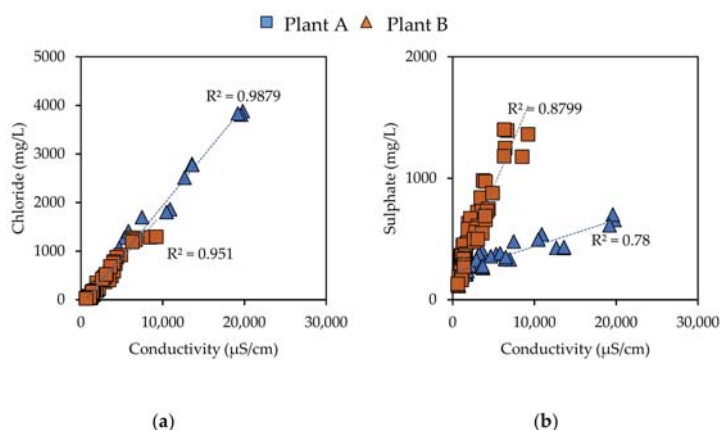 Plant A Plant B
5000
4000
3000
2000
1000
0
Chloride (mg/L)
R² = 0.9879
R² = 0.951
0 10,000 20,000 30,000
Conductivity (µS/cm)
(a)
2000
1000
0
Sulphate (mg/L)
R² = 0.8799
R² = 0.78
0 10,000 20,000 30,000
Conductivity (µS/cm)
(b)